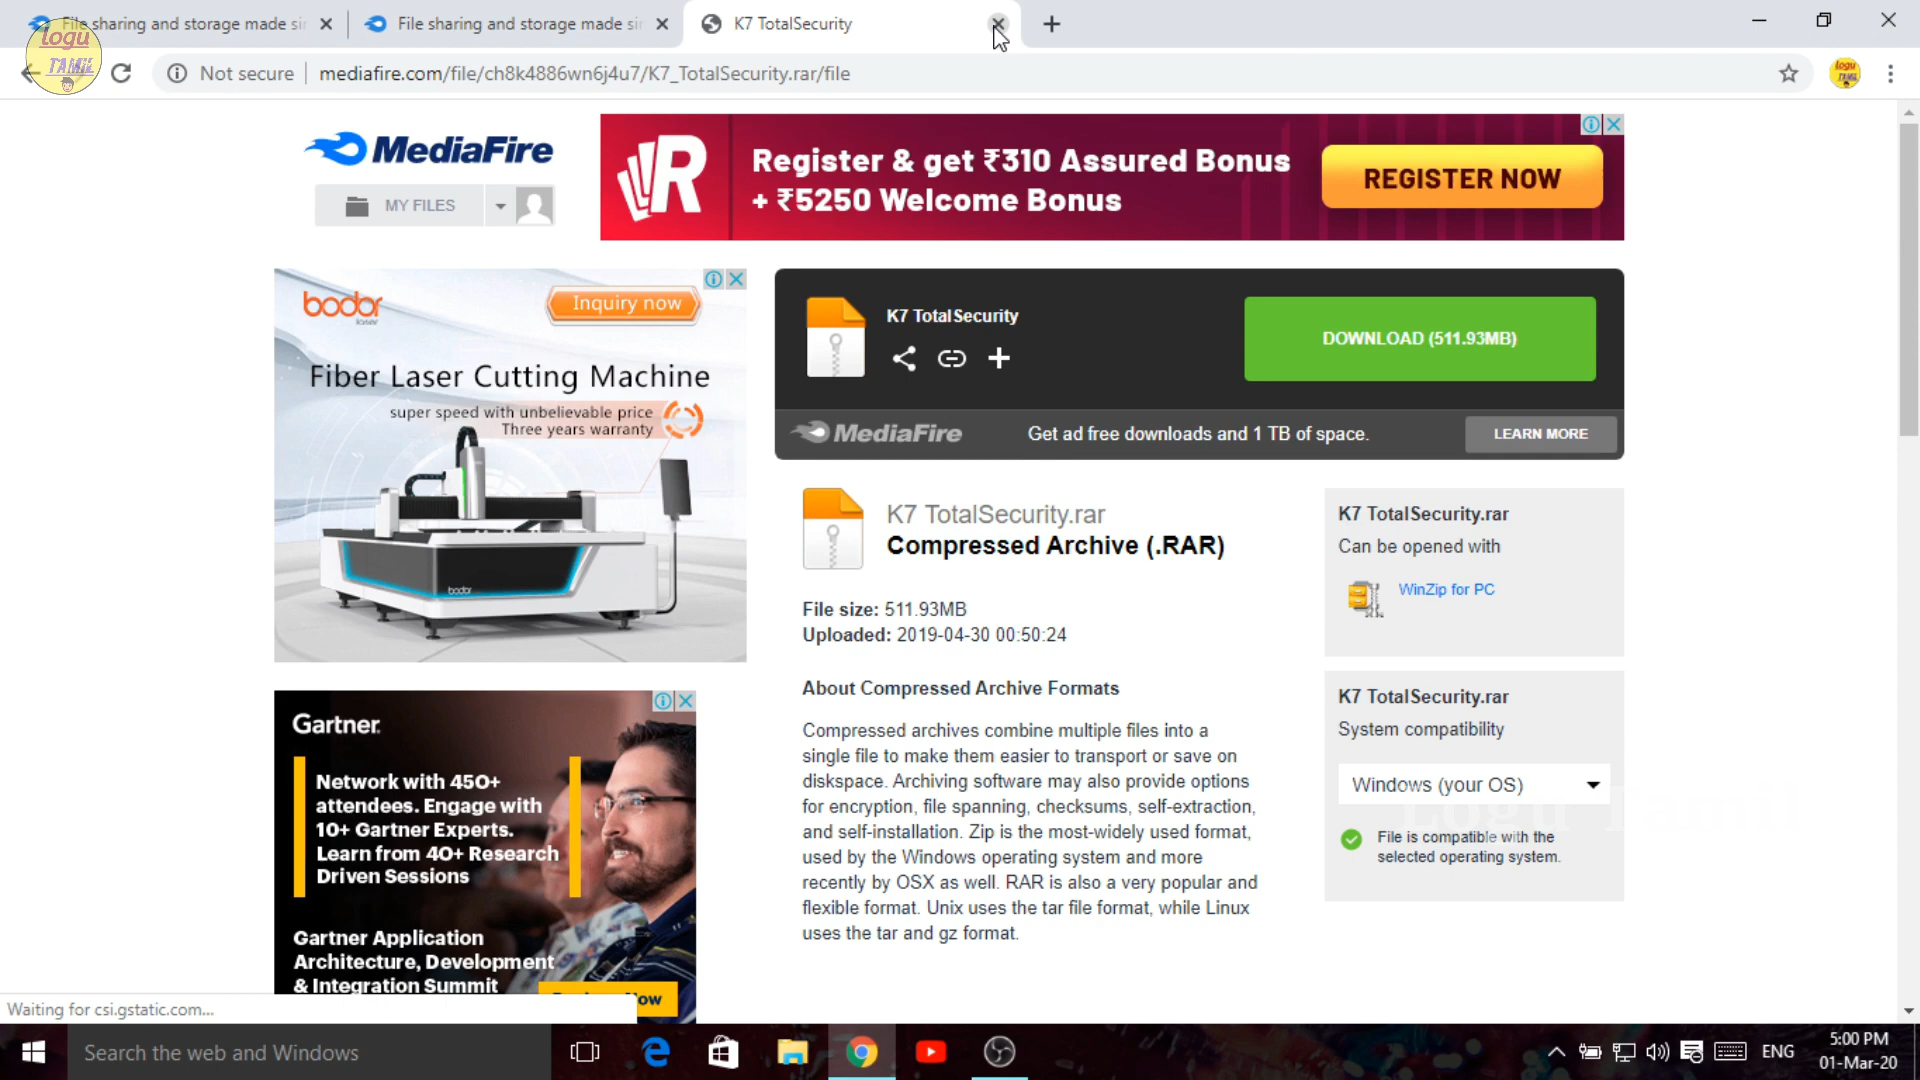 File sharing and storage made si
File sharing and storage made si
K7 TotalSecurity
logu
TAMIL
Not secure
mediafire.com/file/ch8k4886wn6j4u7/K7_TotalSecurity.rar/file
logu
MediaFire
MY FILES
R
Register & get ₹310 Assured Bonus
+ ₹5250 Welcome Bonus
REGISTER NOW
bodor
laser
Inquiry now
Fiber Laser Cutting Machine
super speed with unbelievable price
Three years warranty
bodor
K7 TotalSecurity
DOWNLOAD (511.93MB)
MediaFire
Get ad free downloads and 1 TB of space.
LEARN MORE
K7 TotalSecurity.rar
Compressed Archive (.RAR)
File size: 511.93MB
Uploaded: 2019-04-30 00:50:24
About Compressed Archive Formats
Compressed archives combine multiple files into a
single file to make them easier to transport or save on
diskspace. Archiving software may also provide options
for encryption, file spanning, checksums, self-extraction,
and self-installation. Zip is the most-widely used format,
used by the Windows operating system and more
recently by OSX as well. RAR is also a very popular and
flexible format. Unix uses the tar file format, while Linux
uses the tar and gz format.
K7 TotalSecurity.rar
Can be opened with
WinZip for PC
K7 TotalSecurity.rar
System compatibility
Windows (your OS)
Logu Tamil
File is compatible with the
selected operating system.
Gartner
Network with 450+
attendees. Engage with
10+ Gartner Experts.
Learn from 40+ Research
Driven Sessions
Gartner Application
Architecture, Development
& Integration Summit
Now
Waiting for csi.gstatic.com...
Search the web and Windows
ENG
5:00 PM
01-Mar-20